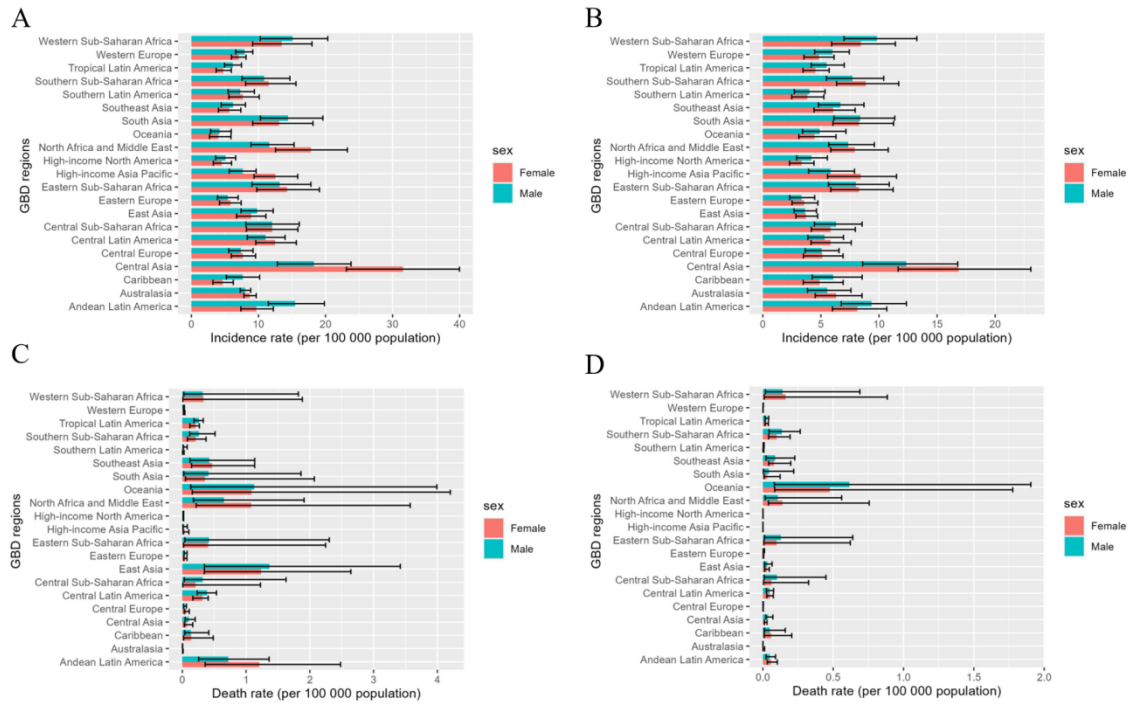 A
GBD regions
Western Sub-Saharan Africa
Western Europe
Tropical Latin America
Southern Sub-Saharan Africa
Southern Latin America
Southeast Asia
South Asia
Oceania
North Africa and Middle East
High-income North America
High-income Asia Pacific
Eastern Sub-Saharan Africa
Eastern Europe
East Asia
Central Sub-Saharan Africa
Central Latin America
Central Europe
Central Asia
Caribbean
Australasia
Andean Latin America
0 10 20 30 40
Incidence rate (per 100 000 population)
sex
Female
Male
B
GBD regions
Western Sub-Saharan Africa
Western Europe
Tropical Latin America
Southern Sub-Saharan Africa
Southern Latin America
Southeast Asia
South Asia
Oceania
North Africa and Middle East
High-income North America
High-income Asia Pacific
Eastern Sub-Saharan Africa
Eastern Europe
East Asia
Central Sub-Saharan Africa
Central Latin America
Central Europe
Central Asia
Caribbean
Australasia
Andean Latin America
0 5 10 15 20
Incidence rate (per 100 000 population)
sex
Female
Male
C
GBD regions
Western Sub-Saharan Africa
Western Europe
Tropical Latin America
Southern Sub-Saharan Africa
Southern Latin America
Southeast Asia
South Asia
Oceania
North Africa and Middle East
High-income North America
High-income Asia Pacific
Eastern Sub-Saharan Africa
Eastern Europe
East Asia
Central Sub-Saharan Africa
Central Latin America
Central Europe
Central Asia
Caribbean
Australasia
Andean Latin America
0 1 2 3 4
Death rate (per 100 000 population)
sex
Female
Male
D
GBD regions
Western Sub-Saharan Africa
Western Europe
Tropical Latin America
Southern Sub-Saharan Africa
Southern Latin America
Southeast Asia
South Asia
Oceania
North Africa and Middle East
High-income North America
High-income Asia Pacific
Eastern Sub-Saharan Africa
Eastern Europe
East Asia
Central Sub-Saharan Africa
Central Latin America
Central Europe
Central Asia
Caribbean
Australasia
Andean Latin America
0.0 0.5 1.0 1.5 2.0
Death rate (per 100 000 population)
sex
Female
Male